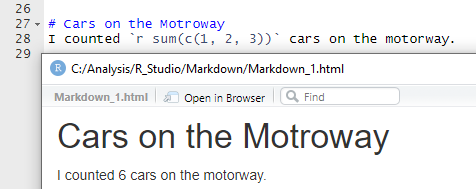 26
27 # Cars on the Motroway
28 I counted `r sum(c(1, 2, 3))` cars on the motorway.
29
R C:/Analysis/R_Studio/Markdown/Markdown_1.html
Markdown_1.html Open in Browser Find
Cars on the Motroway
I counted 6 cars on the motorway.